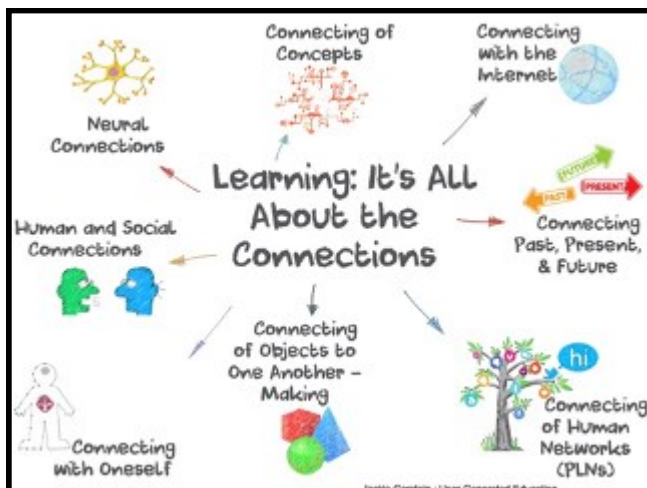 Connecting of
Concepts
Connecting
with the
Internet
Neural
Connections
Learning: It's All
About the
Connections
FUTURE
PAST
PRESENT
Connecting
Past, Present,
& Future
Human and Social
Connections
Connecting
of Objects to
One Another –
Making
hi
Connecting
of Human
Networks
(PLNs)
Connecting
with Oneself